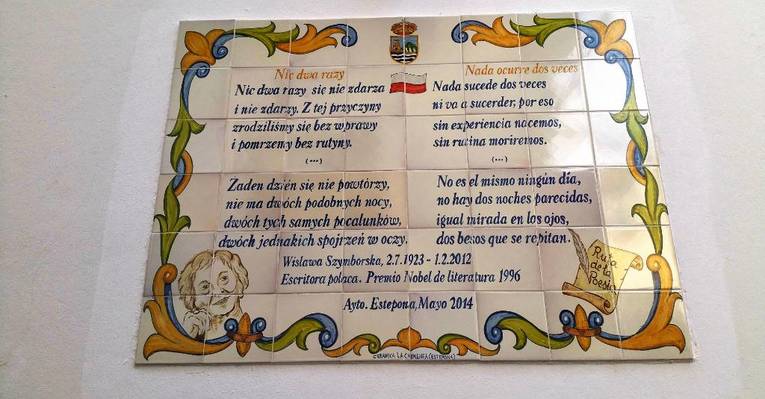 Nic dwa razy
Nic dwa razy się nie zdarza
i nie zdarzy. Z tej przyczyny
zrodziliśmy się bez wprawy
i pomrzemy bez rutyny.
(...)
Żaden dzień się nie powtórzy,
nie ma dwóch podobnych nocy,
dwóch tych samych pocałunków,
dwóch jednakich spojrzeń w oczy.
Nada ocurre dos veces
Nada sucede dos veces
ni va a sucerder, por eso
sin experiencia nacemos,
sin rutina moriremos.
(...)
No es el mismo ningún día,
no hay dos noches parecidas,
igual mirada en los ojos,
dos besos que se repitan.
Wislawa Szymborska, 2.7.1923 - 1.2.2012
Escritora polaca. Premio Nobel de literatura 1996
Ayto. Estepona, Mayo 2014
Ruta
de la
Poesía
CERAMICA LA CHIMENEA (ESTEPONA)